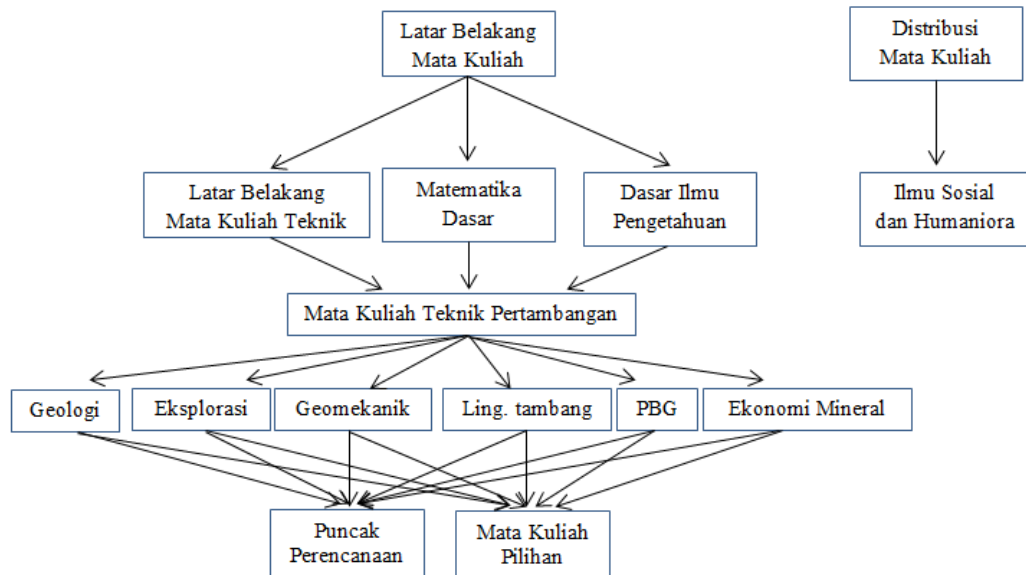 Latar Belakang
Mata Kuliah
Distribusi
Mata Kuliah
Latar Belakang
Mata Kuliah Teknik
Matematika
Dasar
Dasar Ilmu
Pengetahuan
Ilmu Sosial
dan Humaniora
Mata Kuliah Teknik Pertambangan
Geologi
Eksplorasi
Geomekanik
Ling. tambang
PBG
Ekonomi Mineral
Puncak
Perencanaan
Mata Kuliah
Pilihan